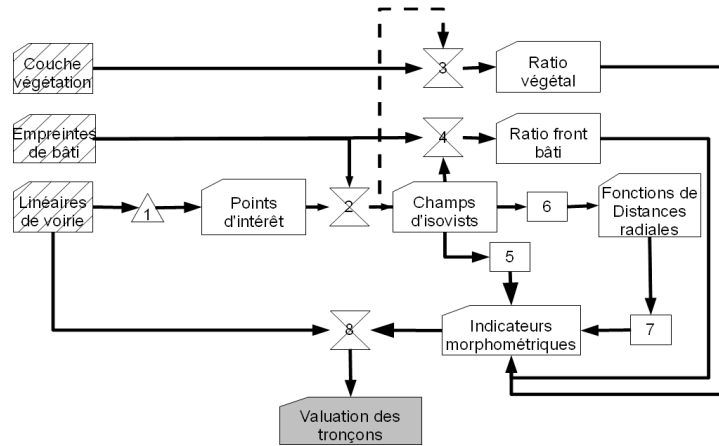 Couche
végétation
3
Ratio
végétal
Empreintes
de bâti
4
Ratio front
bâti
Linéaires
de voirie
1
Points
d'intérêt
2
Champs
d'isovists
6
Fonctions de
Distances
radiales
5
8
Indicateurs
morphométriques
7
Valuation des
tronçons